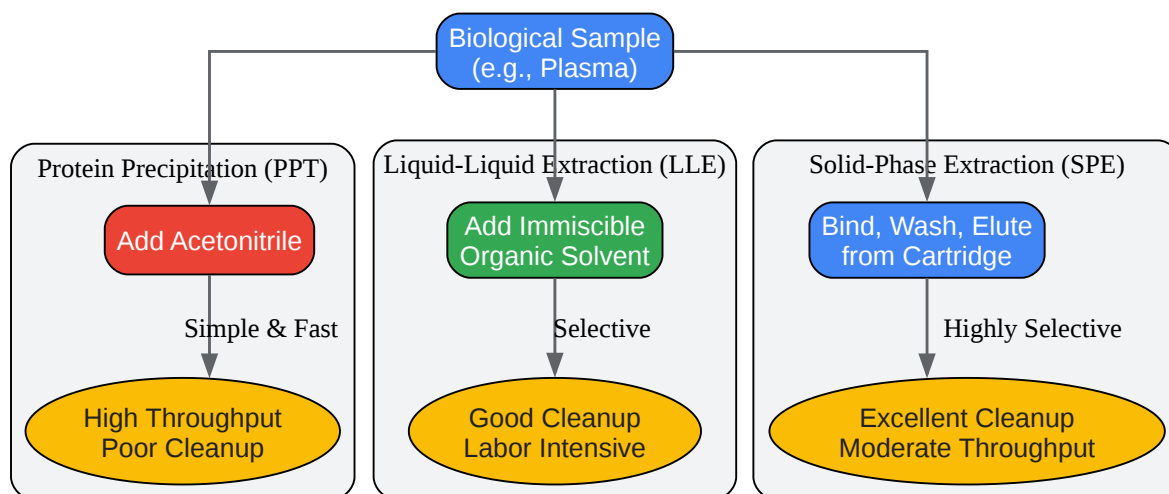 Biological Sample
(e.g., Plasma)
Protein Precipitation (PPT)
Add Acetonitrile
Simple & Fast
High Throughput
Poor Cleanup
Liquid-Liquid Extraction (LLE)
Add Immiscible
Organic Solvent
Selective
Good Cleanup
Labor Intensive
Solid-Phase Extraction (SPE)
Bind, Wash, Elute
from Cartridge
Highly Selective
Excellent Cleanup
Moderate Throughput